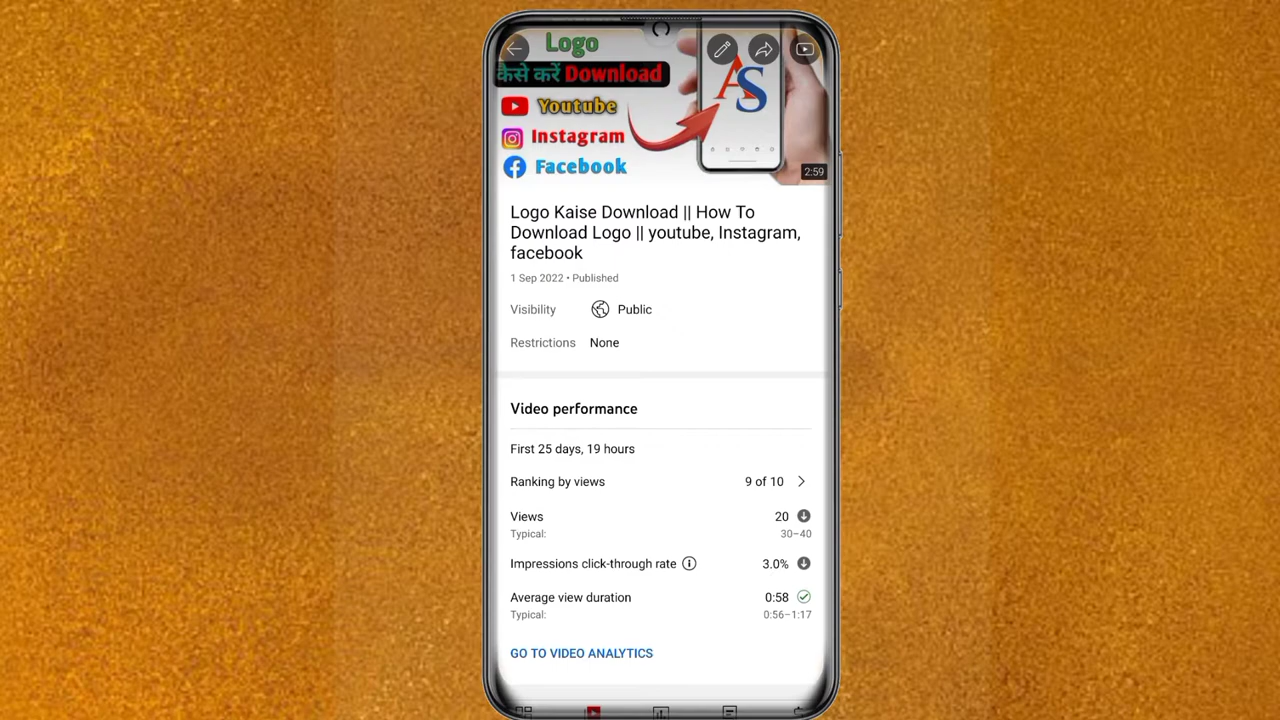 Logo
कैसे करें Download
Youtube
Instagram
Facebook
AS
2:59
Logo Kaise Download || How To
Download Logo || youtube, Instagram,
facebook
1 Sep 2022 • Published
Visibility Public
Restrictions None
Video performance
First 25 days, 19 hours
Ranking by views 9 of 10
Views 20
Typical: 30–40
Impressions click-through rate 3.0%
Average view duration 0:58
Typical: 0:56–1:17
GO TO VIDEO ANALYTICS